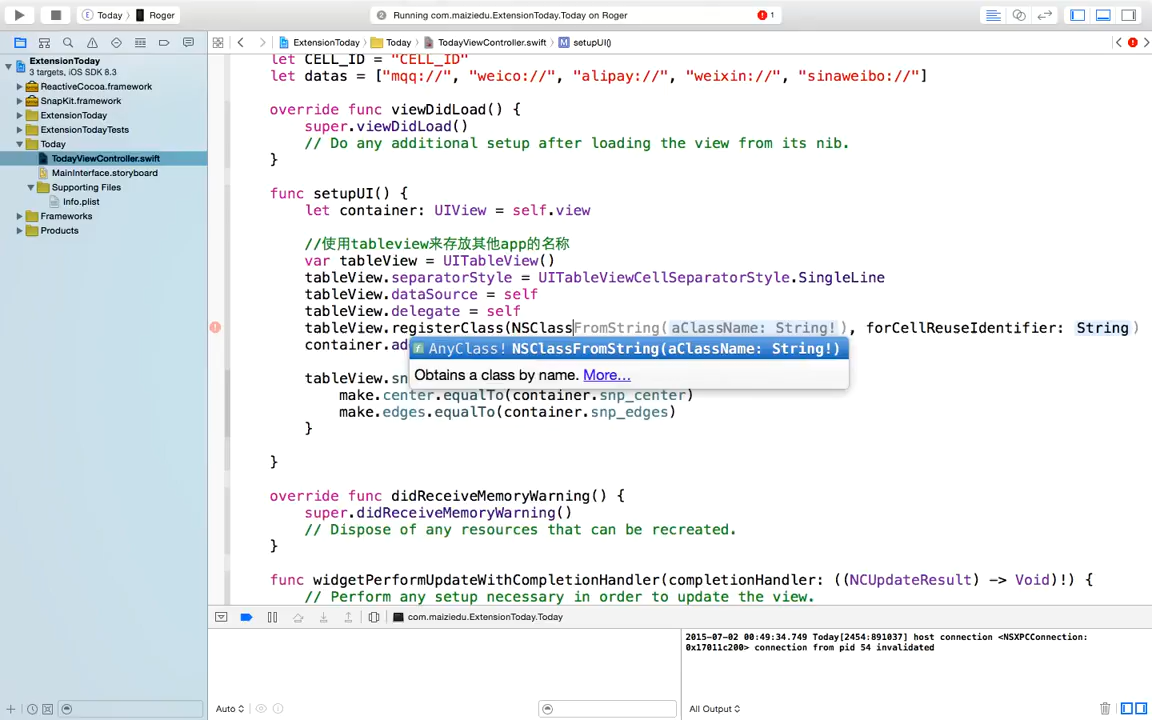 Today
Roger
Running com.maiziedu.ExtensionToday.Today on Roger
1
ExtensionToday
Today
TodayViewController.swift
M
setupUI()
ExtensionToday
3 targets, iOS SDK 8.3
ReactiveCoca.framework
SnapKit.framework
ExtensionToday
ExtensionTodayTests
Today
TodayViewController.swift
MainInterface.storyboard
Supporting Files
Info.plist
Frameworks
Products
let CELL_ID = "CELL_ID"
let datas = ["mqq://", "weico://", "alipay://", "weixin://", "sinaweibo://"]
override func viewDidLoad() {
super.viewDidLoad()
// Do any additional setup after loading the view from its nib.
}
func setupUI() {
let container: UIView = self.view
//使用tableview来存放其他app的名称
var tableView = UITableView()
tableView.separatorStyle = UITableViewCellSeparatorStyle.SingleLine
tableView.dataSource = self
tableView.delegate = self
tableView.registerClass(NSClassFromString(aClassName: String!), forCellReuseIdentifier: String)
container.ad
f AnyClass! NSClassFromString(aClassName: String!)
Obtains a class by name. More...
tableView.sn
make.center.equalTo(container.snp_center)
make.edges.equalTo(container.snp_edges)
}
}
override func didReceiveMemoryWarning() {
super.didReceiveMemoryWarning()
// Dispose of any resources that can be recreated.
}
func widgetPerformUpdateWithCompletionHandler(completionHandler: ((NCUpdateResult) -> Void)!) {
// Perform any setup necessary in order to update the view.
com.maiziedu.ExtensionToday.Today
2015-07-02 00:49:34.749 Today[2454:891037] host connection <NSXPCConnection:
0x17011c200> connection from pid 54 invalidated
Auto
All Output